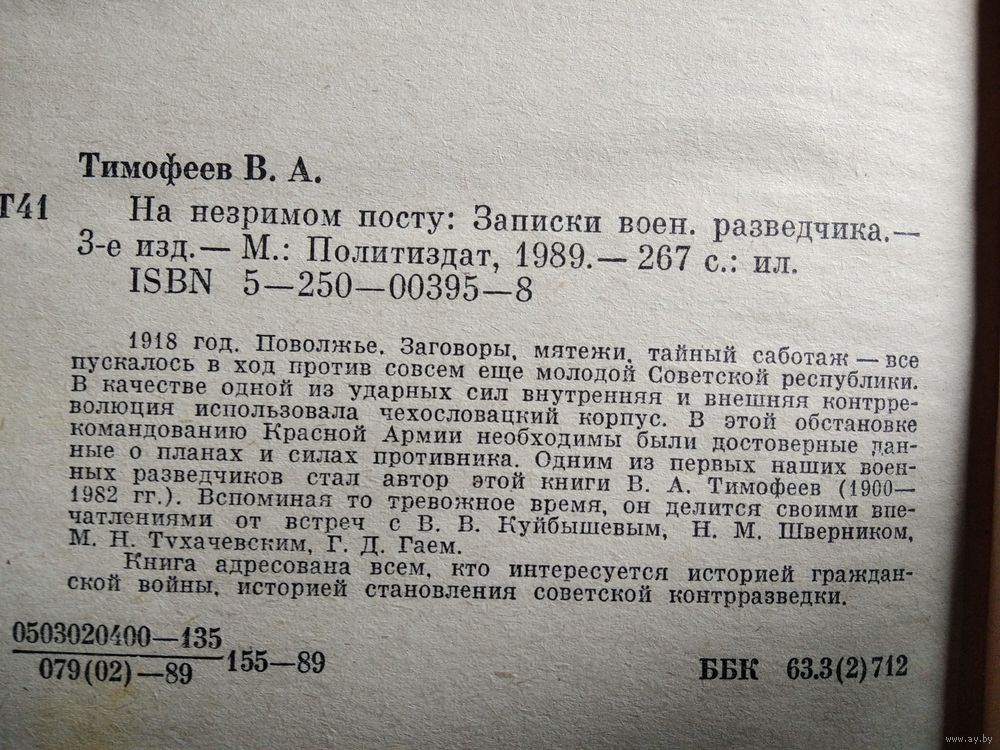 Тимофеев В. А.
Т41
На незримом посту: Записки воен. разведчика.—
3-е изд.— М.: Политиздат, 1989.— 267 с.: ил.
ISBN 5—250—00395—8
1918 год. Поволжье. Заговоры, мятежи, тайный саботаж — все
пускалось в ход против совсем еще молодой Советской республики.
В качестве одной из ударных сил внутренняя и внешняя контрре-
волюция использовала чехословацкий корпус. В этой обстановке
командованию Красной Армии необходимы были достоверные дан-
ные о планах и силах противника. Одним из первых наших воен-
ных разведчиков стал автор этой книги В. А. Тимофеев (1900—
1982 гг.). Вспоминая то тревожное время, он делится своими впе-
чатлениями от встреч с В. В. Куйбышевым, Н. М. Шверником,
М. Н. Тухачевским, Г. Д. Гаем.
Книга адресована всем, кто интересуется историей граждан-
ской войны, историей становления советской контрразведки.
0503020400—135
079(02)—89
155—89
ББК 63.3(2)712
www.ay.by